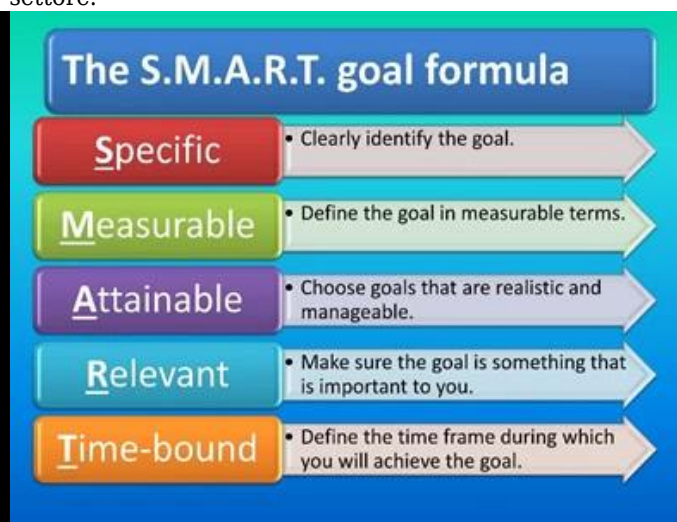 settore.
The S.M.A.R.T. goal formula
Specific
• Clearly identify the goal.
Measurable
• Define the goal in measurable terms.
Attainable
• Choose goals that are realistic and
manageable.
Relevant
• Make sure the goal is something that
is important to you.
Time-bound
• Define the time frame during which
you will achieve the goal.